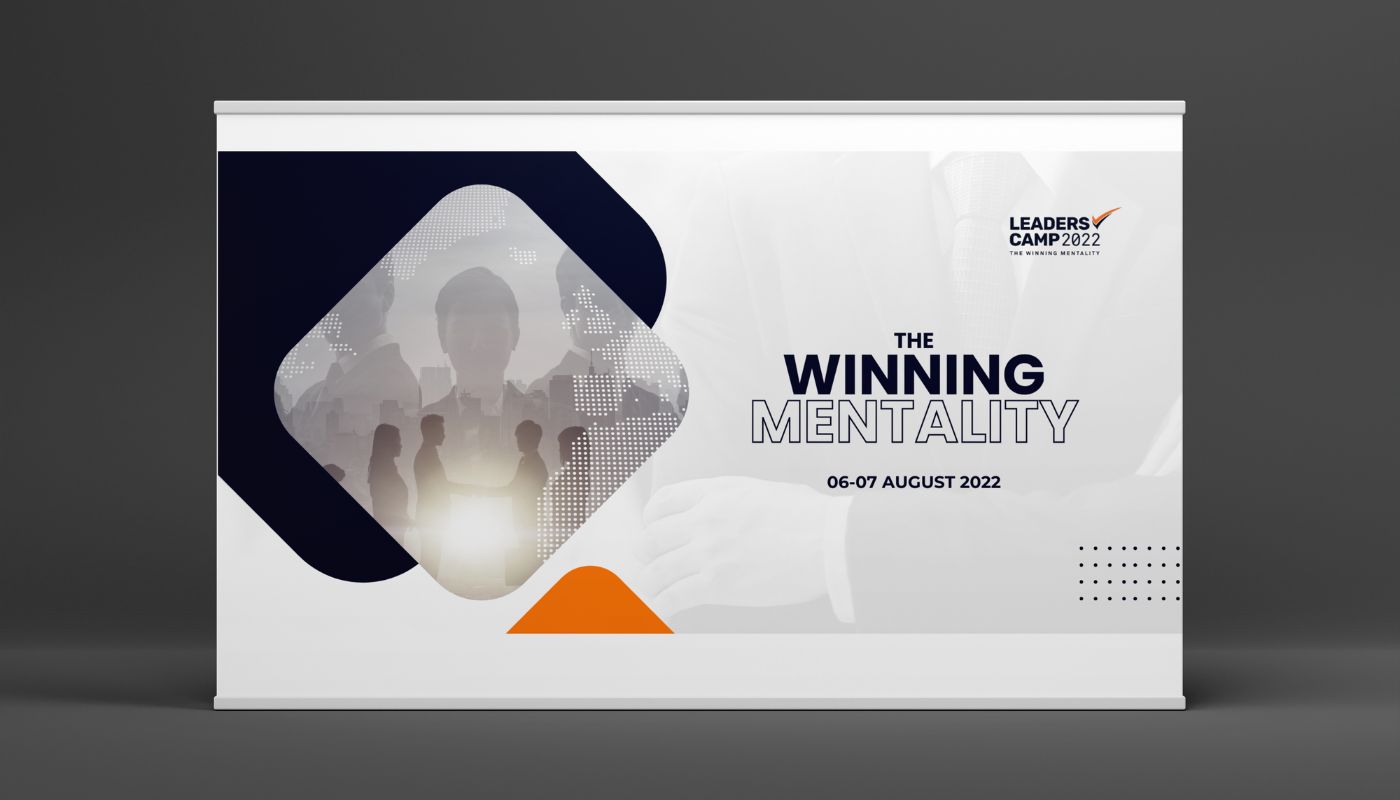 LEADERS
CAMP 2022
THE WINNING MENTALITY
THE
WINNING
MENTALITY
06-07 AUGUST 2022